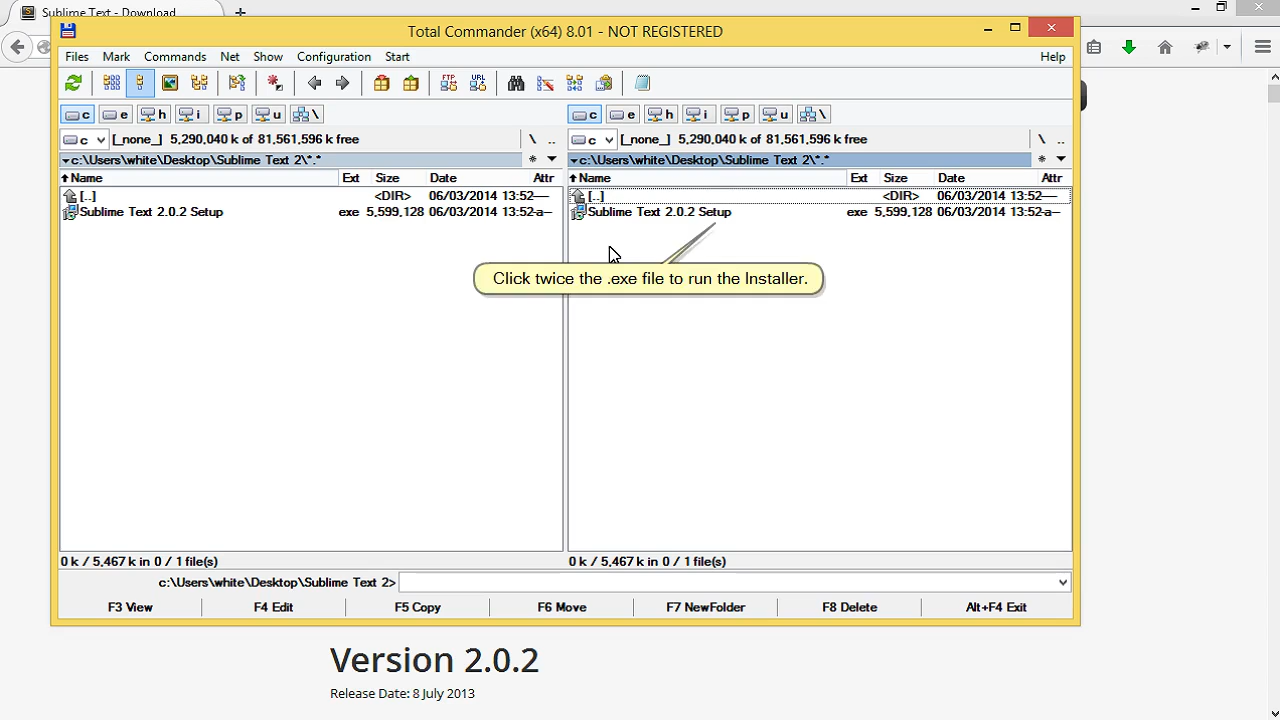 Sublime Text - Download
Total Commander (x64) 8.01 - NOT REGISTERED
Files Mark Commands Net Show Configuration Start Help
FTP URL
c e h i p u \ c e h i p u \
c [_none_] 5,290,040 k of 81,561,596 k free \ .. c [_none_] 5,290,040 k of 81,561,596 k free \ ..
c:\Users\white\Desktop\Sublime Text 2\*.* * c:\Users\white\Desktop\Sublime Text 2\*.* *
Name Ext Size Date Attr Name Ext Size Date Attr
[..] <DIR> 06/03/2014 13:52---- [..] <DIR> 06/03/2014 13:52----
Sublime Text 2.0.2 Setup exe 5,599,128 06/03/2014 13:52-a-- Sublime Text 2.0.2 Setup exe 5,599,128 06/03/2014 13:52-a--
Click twice the .exe file to run the Installer.
0 k / 5,467 k in 0 / 1 file(s) 0 k / 5,467 k in 0 / 1 file(s)
c:\Users\white\Desktop\Sublime Text 2>
F3 View F4 Edit F5 Copy F6 Move F7 NewFolder F8 Delete Alt+F4 Exit
Version 2.0.2
Release Date: 8 July 2013